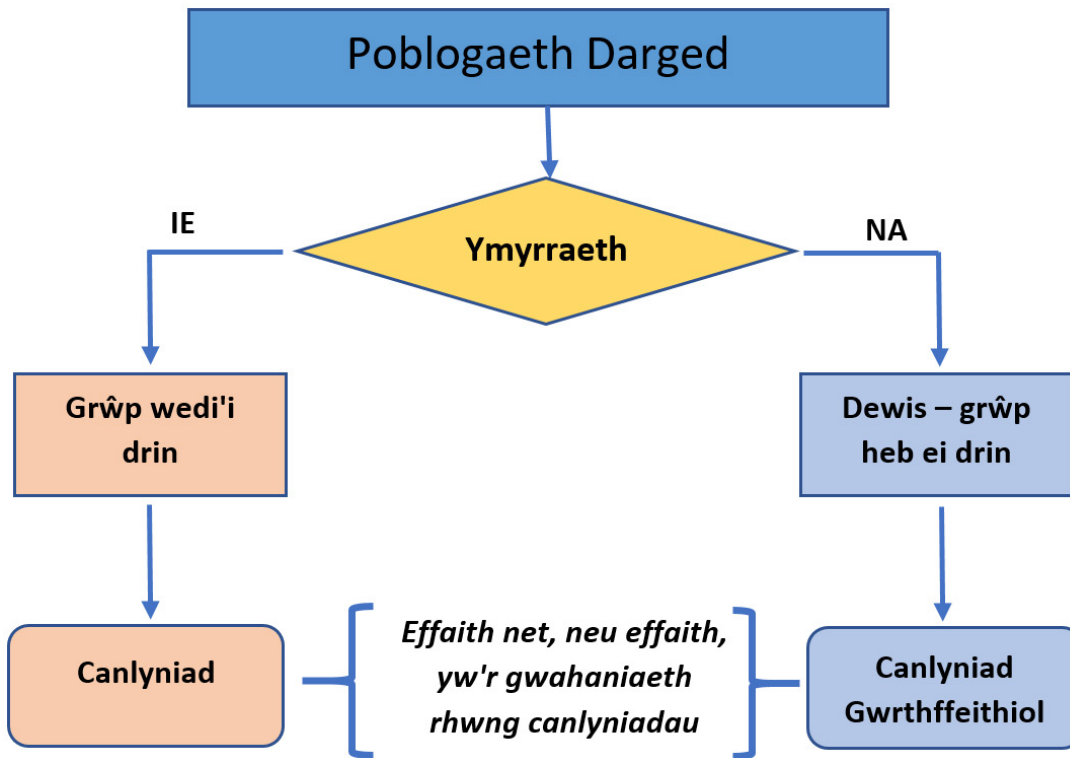 Poblogaeth Darged
IE
Ymyrraeth
NA
Grŵp wedi'i
drin
Dewis – grŵp
heb ei drin
Canlyniad
Effaith net, neu effaith,
yw'r gwahaniaeth
rhwng canlyniadau
Canlyniad
Gwrthffeithiol